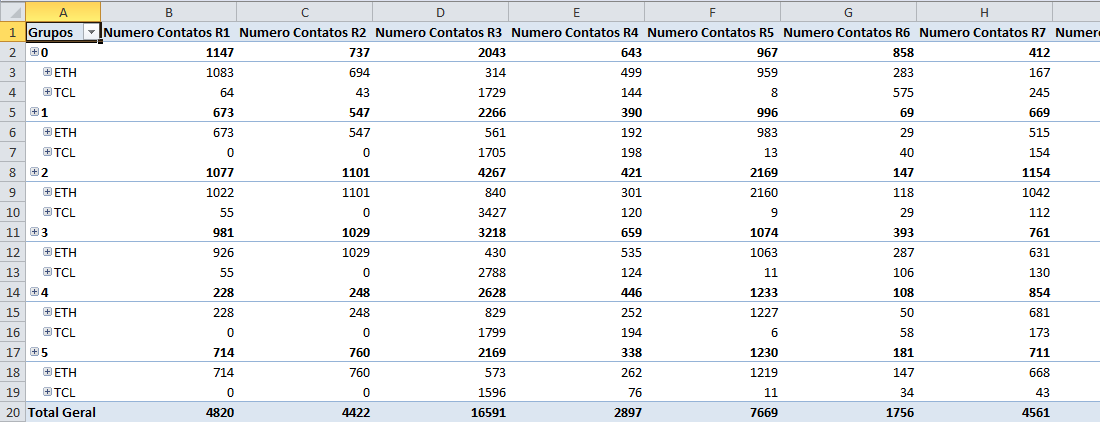 A B C D E F G H
1 Grupos Numero Contatos R1 Numero Contatos R2 Numero Contatos R3 Numero Contatos R4 Numero Contatos R5 Numero Contatos R6 Numero Contatos R7
2 0 1147 737 2043 643 967 858 412
3 ETH 1083 694 314 499 959 283 167
4 TCL 64 43 1729 144 8 575 245
5 1 673 547 2266 390 996 69 669
6 ETH 673 547 561 192 983 29 515
7 TCL 0 0 1705 198 13 40 154
8 2 1077 1101 4267 421 2169 147 1154
9 ETH 1022 1101 840 301 2160 118 1042
10 TCL 55 0 3427 120 9 29 112
11 3 981 1029 3218 659 1074 393 761
12 ETH 926 1029 430 535 1063 287 631
13 TCL 55 0 2788 124 11 106 130
14 4 228 248 2628 446 1233 108 854
15 ETH 228 248 829 252 1227 50 681
16 TCL 0 0 1799 194 6 58 173
17 5 714 760 2169 338 1230 181 711
18 ETH 714 760 573 262 1219 147 668
19 TCL 0 0 1596 76 11 34 43
20 Total Geral 4820 4422 16591 2897 7669 1756 4561